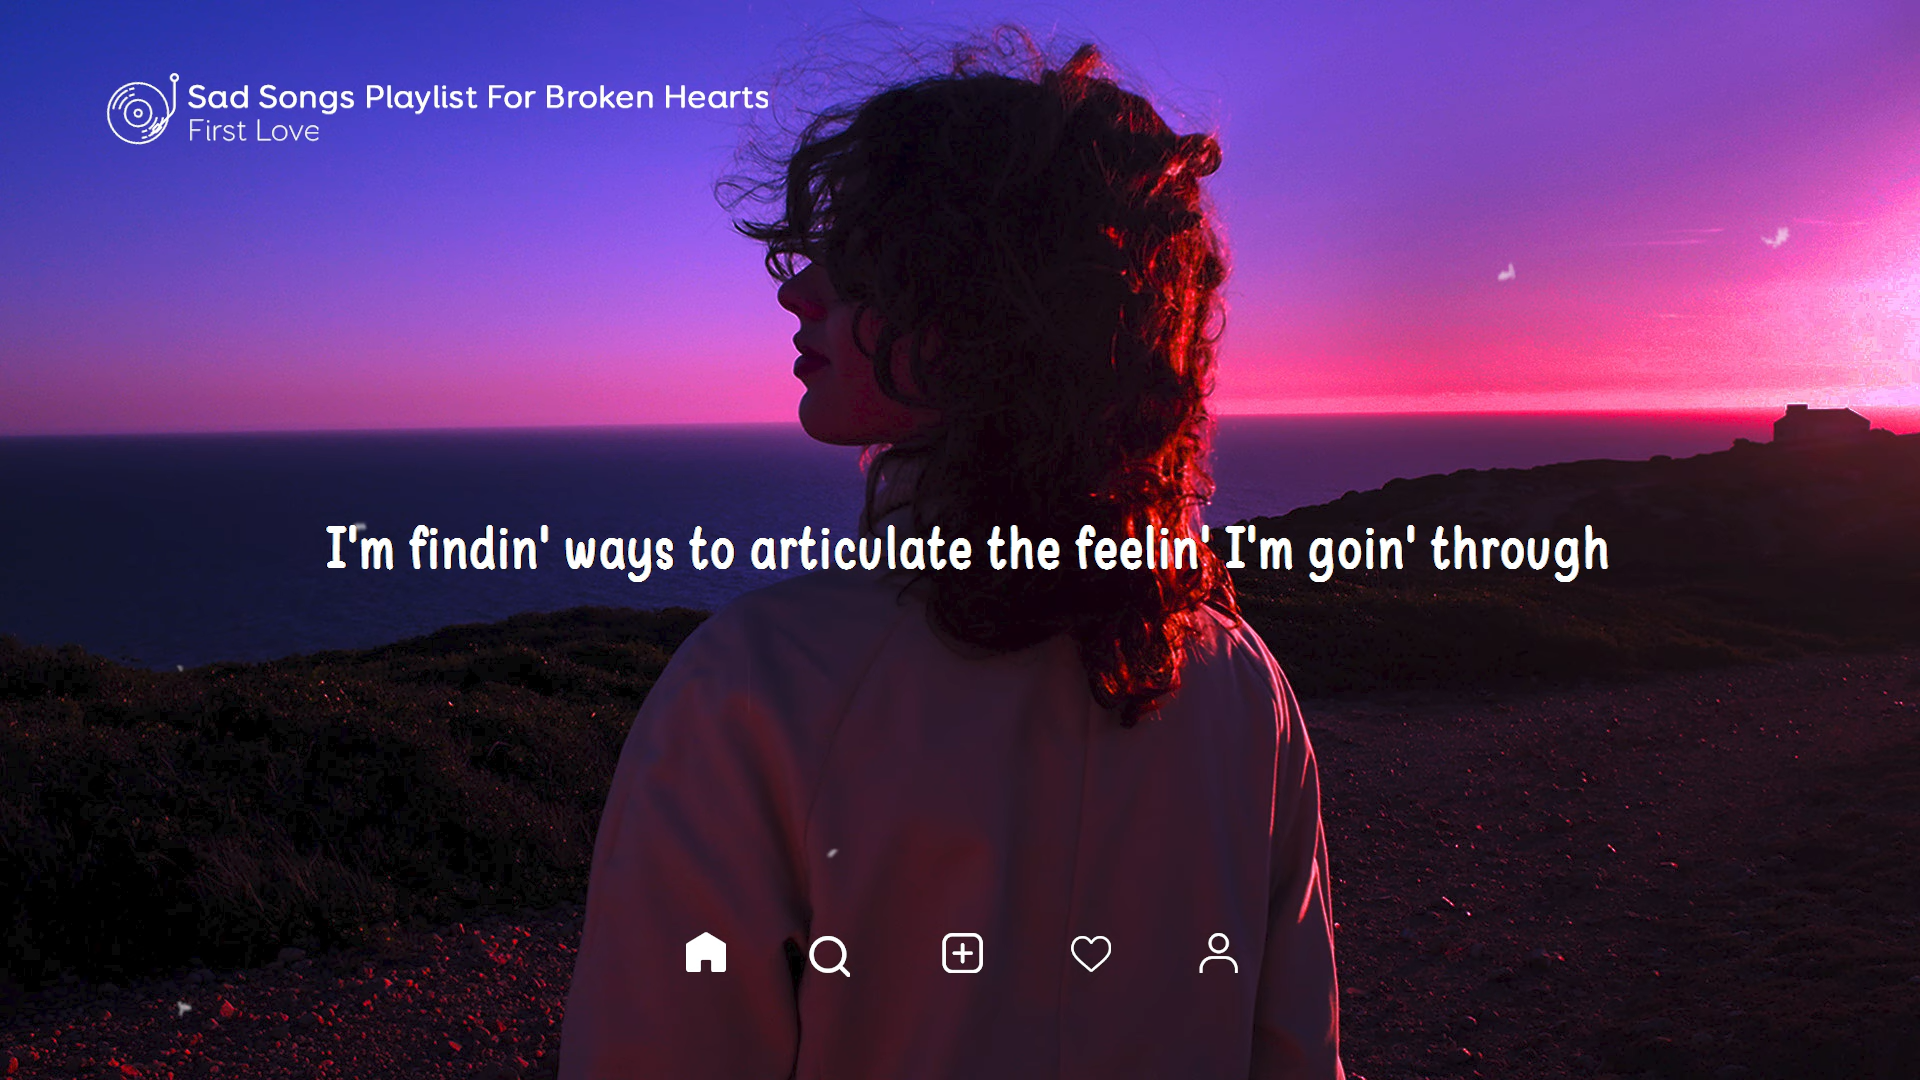 Sad Songs Playlist For Broken Hearts
First Love
I'm findin' ways to articulate the feelin' I'm goin' through